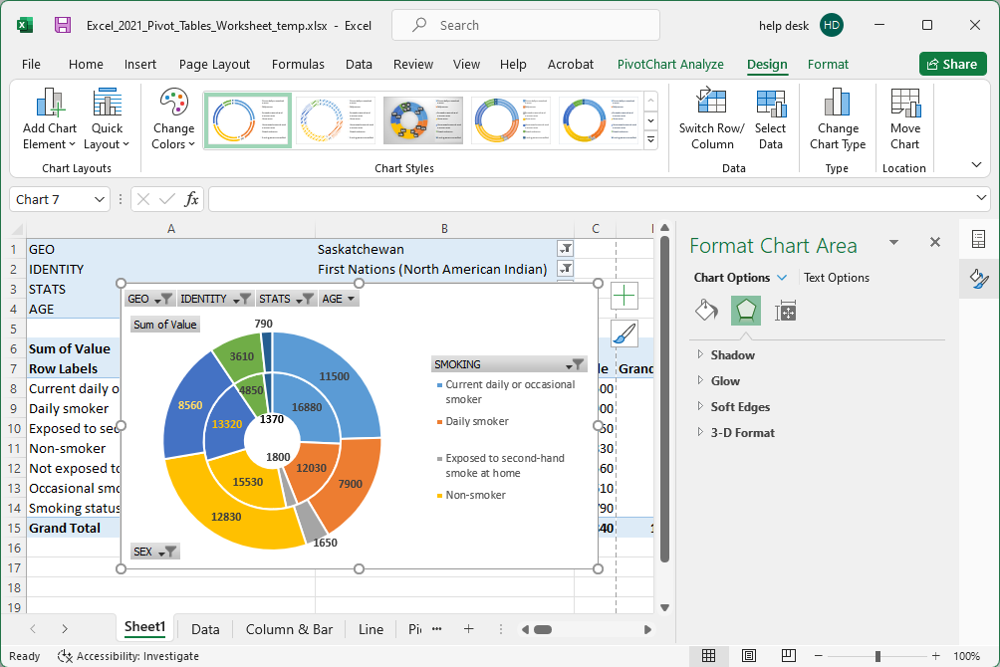 Excel_2021_Pivot_Tables_Worksheet_temp.xlsx - Excel
Search
help desk HD
File Home Insert Page Layout Formulas Data Review View Help Acrobat PivotChart Analyze Design Format Share
Add Chart Element
Quick Layout
Change Colors
Switch Row/ Column
Select Data
Change Chart Type
Move Chart
Chart Layouts Chart Styles Data Type Location
Chart 7 fx
A B C
1 GEO Saskatchewan
2 IDENTITY First Nations (North American Indian)
3 STATS
4 AGE
5
6 Sum of Value
7 Row Labels Grand
8 Current daily o
9 Daily smoker
10 Exposed to sec
11 Non-smoker
12 Not exposed to
13 Occasional smo
14 Smoking status
15 Grand Total
16
17
18
19
GEO IDENTITY STATS AGE
Sum of Value
790
3610
11500
4850
16880
8560
13320
1370
1800
12030
15530
7900
12830
1650
SEX
SMOKING
Current daily or occasional
smoker
Daily smoker
Exposed to second-hand
smoke at home
Non-smoker
Format Chart Area
Chart Options Text Options
Shadow
Glow
Soft Edges
3-D Format
Sheet1 Data Column & Bar Line
Ready Accessibility: Investigate 100%